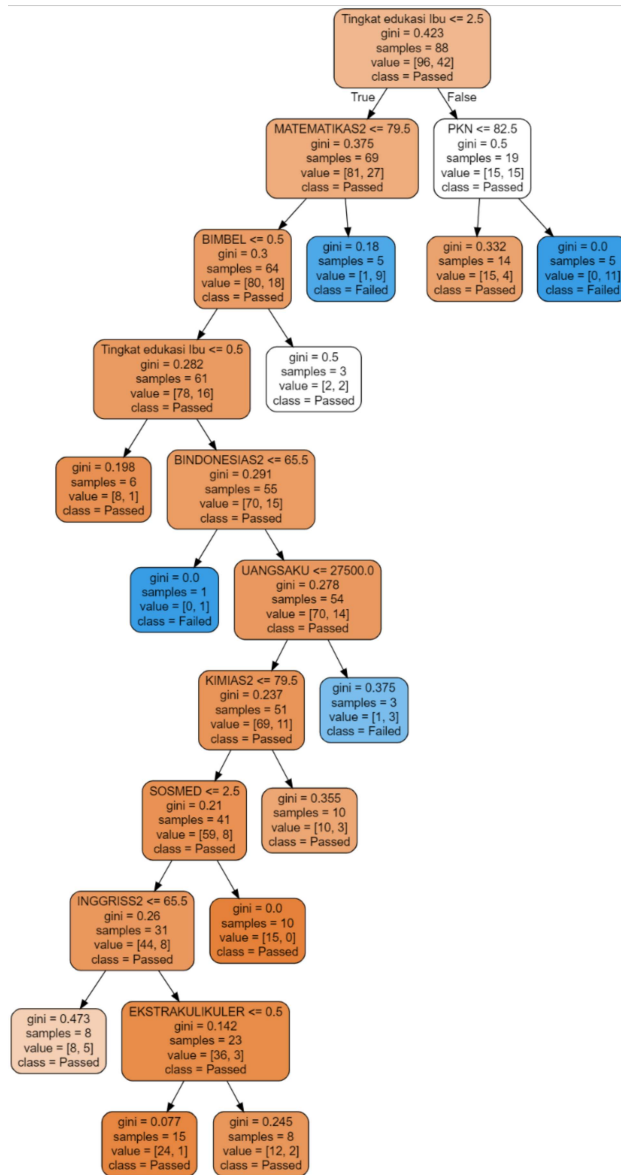 Tingkat edukasi Ibu <= 2.5
gini = 0.423
samples = 88
value = [96, 42]
class = Passed
True
False
MATEMATIKAS2 <= 79.5
gini = 0.375
samples = 69
value = [81, 27]
class = Passed
PKN <= 82.5
gini = 0.5
samples = 19
value = [15, 15]
class = Passed
BIMBEL <= 0.5
gini = 0.3
samples = 64
value = [80, 18]
class = Passed
gini = 0.18
samples = 5
value = [1, 9]
class = Failed
gini = 0.332
samples = 14
value = [15, 4]
class = Passed
gini = 0.0
samples = 5
value = [0, 11]
class = Failed
Tingkat edukasi Ibu <= 0.5
gini = 0.282
samples = 61
value = [78, 16]
class = Passed
gini = 0.5
samples = 3
value = [2, 2]
class = Passed
gini = 0.198
samples = 6
value = [8, 1]
class = Passed
BINDONESIAS2 <= 65.5
gini = 0.291
samples = 55
value = [70, 15]
class = Passed
gini = 0.0
samples = 1
value = [0, 1]
class = Failed
UANGSAKU <= 27500.0
gini = 0.278
samples = 54
value = [70, 14]
class = Passed
KIMIAS2 <= 79.5
gini = 0.237
samples = 51
value = [69, 11]
class = Passed
gini = 0.375
samples = 3
value = [1, 3]
class = Failed
SOSMED <= 2.5
gini = 0.21
samples = 41
value = [59, 8]
class = Passed
gini = 0.355
samples = 10
value = [10, 3]
class = Passed
INGGRISS2 <= 65.5
gini = 0.26
samples = 31
value = [44, 8]
class = Passed
gini = 0.0
samples = 10
value = [15, 0]
class = Passed
gini = 0.473
samples = 8
value = [8, 5]
class = Passed
EKSTRAKULIKULER <= 0.5
gini = 0.142
samples = 23
value = [36, 3]
class = Passed
gini = 0.077
samples = 15
value = [24, 1]
class = Passed
gini = 0.245
samples = 8
value = [12, 2]
class = Passed